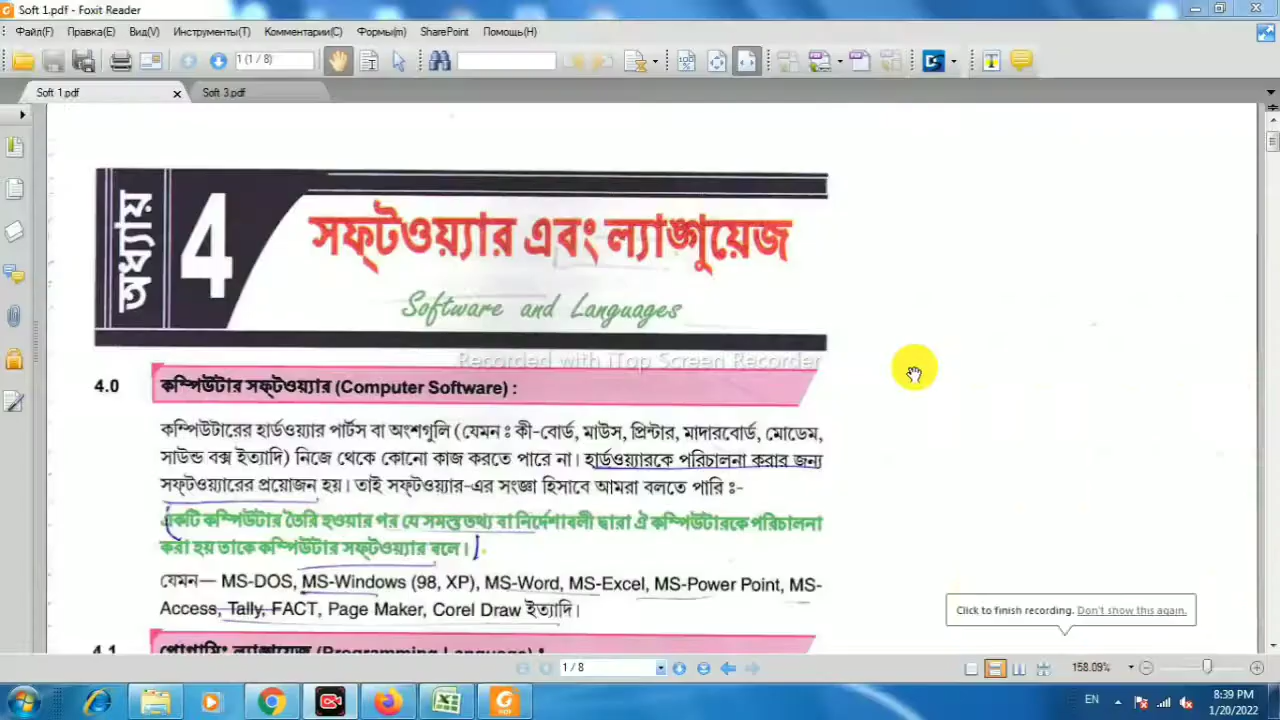 Soft 1.pdf - Foxit Reader
Файл(F) Правка(E) Вид(V) Инструменты(T) Комментарии(C) Формы(m) SharePoint Помощь(H)
1 (1 / 8)
Soft 1.pdf Soft 3.pdf
অধ্যায় 4
সফ্টওয়্যার এবং ল্যাঙ্গুয়েজ
Software and Languages
Recorded with iTop Screen Recorder
4.0 কম্পিউটার সফ্টওয়্যার (Computer Software) :
কম্পিউটারের হার্ডওয়্যার পার্টস বা অংশগুলি (যেমন ঃ কী-বোর্ড, মাউস, প্রিন্টার, মাদারবোর্ড, মোডেম,
সাউন্ড বক্স ইত্যাদি) নিজে থেকে কোনো কাজ করতে পারে না। হার্ডওয়্যারকে পরিচালনা করার জন্য
সফ্টওয়্যারের প্রয়োজন হয়। তাই সফ্টওয়্যার-এর সংজ্ঞা হিসাবে আমরা বলতে পারি ঃ-
একটি কম্পিউটার তৈরি হওয়ার পর যে সমস্ত তথ্য বা নির্দেশাবলী দ্বারা ঐ কম্পিউটারকে পরিচালনা
করা হয় তাকে কম্পিউটার সফ্টওয়্যার বলে।
যেমন— MS-DOS, MS-Windows (98, XP), MS-Word, MS-Excel, MS-Power Point, MS-
Access, Tally, FACT, Page Maker, Corel Draw ইত্যাদি।
Click to finish recording. Don't show this again.
4.1 প্রোগ্রামিং ল্যাঙ্গুয়েজ (Programming Language) :
1 / 8
158.09%
EN
8:39 PM
1/20/2022